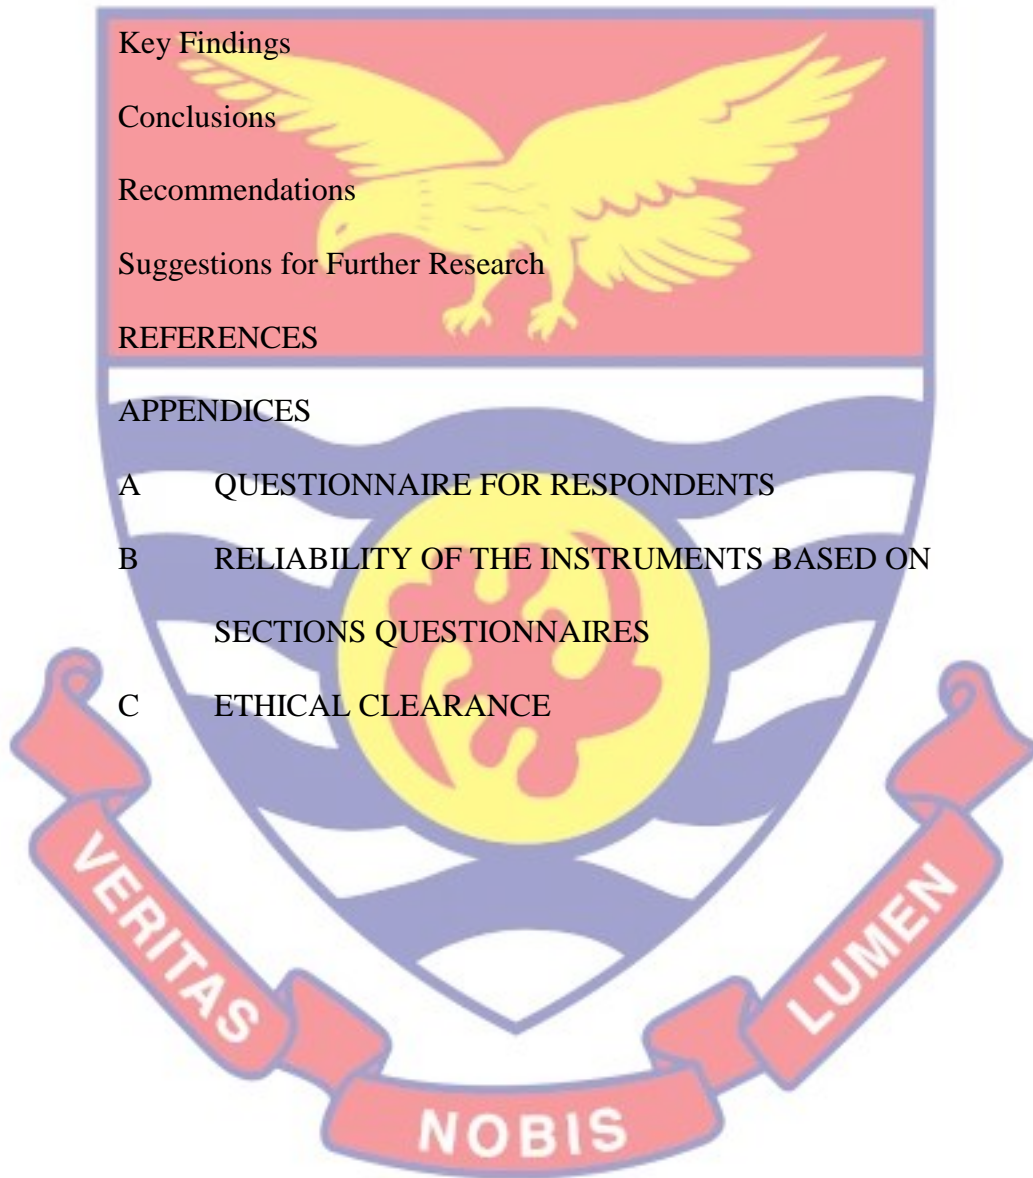 Key Findings
Conclusions
Recommendations
Suggestions for Further Research
REFERENCES
APPENDICES
A QUESTIONNAIRE FOR RESPONDENTS
B RELIABILITY OF THE INSTRUMENTS BASED ON
SECTIONS QUESTIONNAIRES
C ETHICAL CLEARANCE
VERITAS
NOBIS
LUMEN